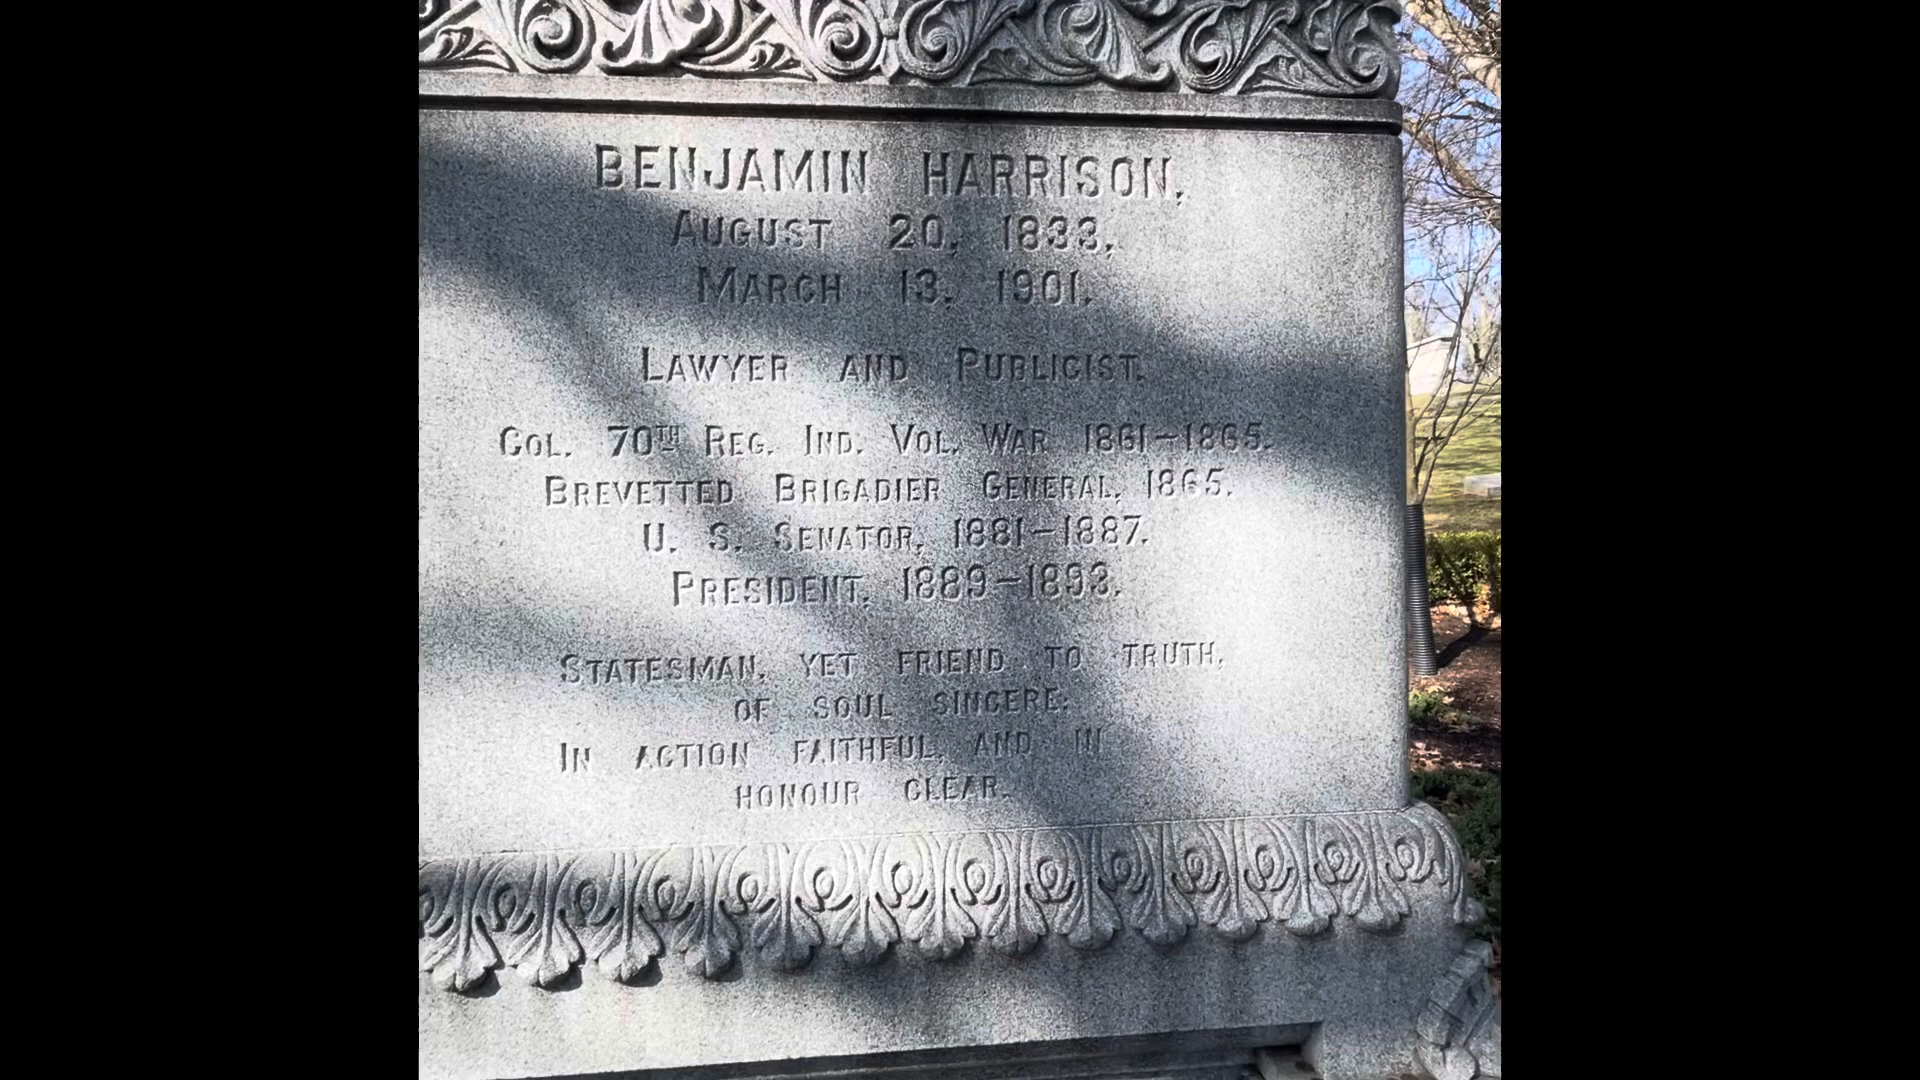 BENJAMIN HARRISON,
AUGUST 20, 1833,
MARCH 13, 1901.
LAWYER AND PUBLICIST.
COL. 70TH REG. IND. VOL. WAR 1861–1865.
BREVETTED BRIGADIER GENERAL, 1865.
U. S. SENATOR, 1881–1887.
PRESIDENT, 1889–1893.
STATESMAN, YET FRIEND TO TRUTH,
OF SOUL SINCERE;
IN ACTION FAITHFUL, AND IN
HONOUR CLEAR.